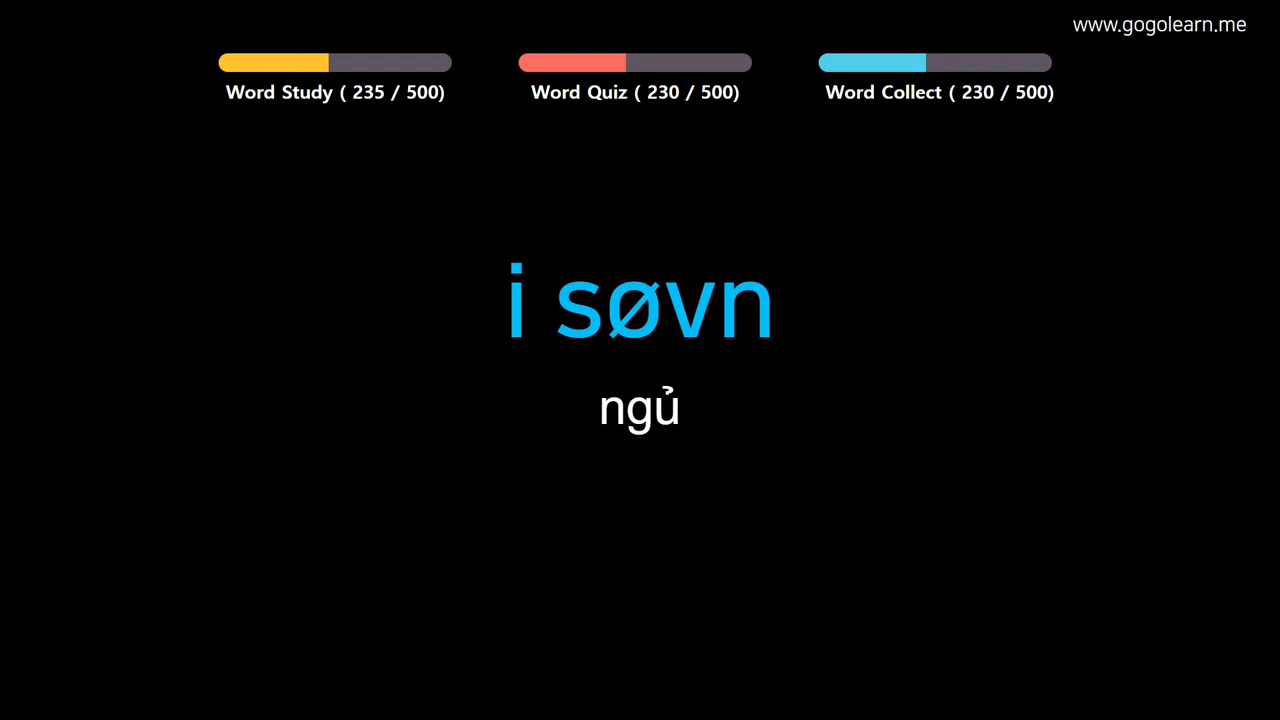 www.gogolearn.me
Word Study ( 235 / 500)
Word Quiz ( 230 / 500)
Word Collect ( 230 / 500)
i søvn
ngủ